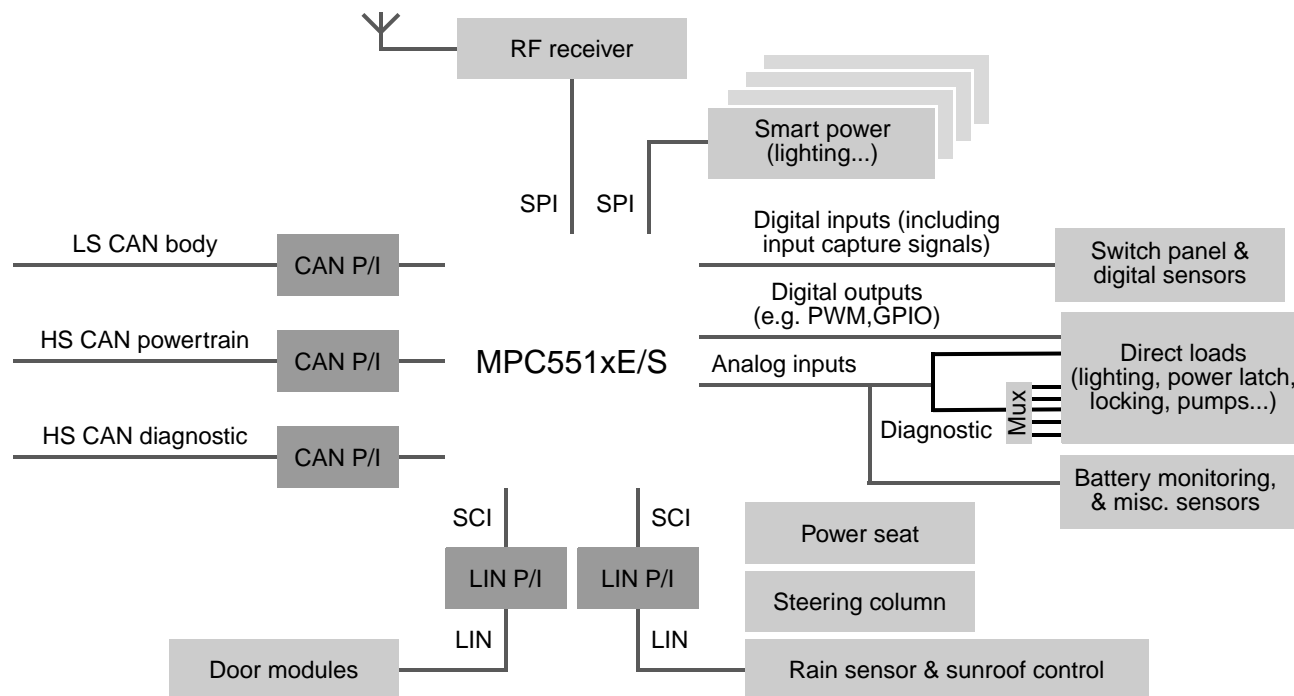 RF receiver
Smart power
(lighting...)
SPI
SPI
Digital inputs (including
input capture signals)
LS CAN body
CAN P/I
Switch panel &
digital sensors
Digital outputs
(e.g. PWM,GPIO)
HS CAN powertrain
CAN P/I
MPC551xE/S
Analog inputs
Direct loads
(lighting, power latch,
locking, pumps...)
Mux
Diagnostic
HS CAN diagnostic
CAN P/I
Battery monitoring,
& misc. sensors
SCI
SCI
Power seat
LIN P/I
LIN P/I
Steering column
LIN
LIN
Door modules
Rain sensor & sunroof control